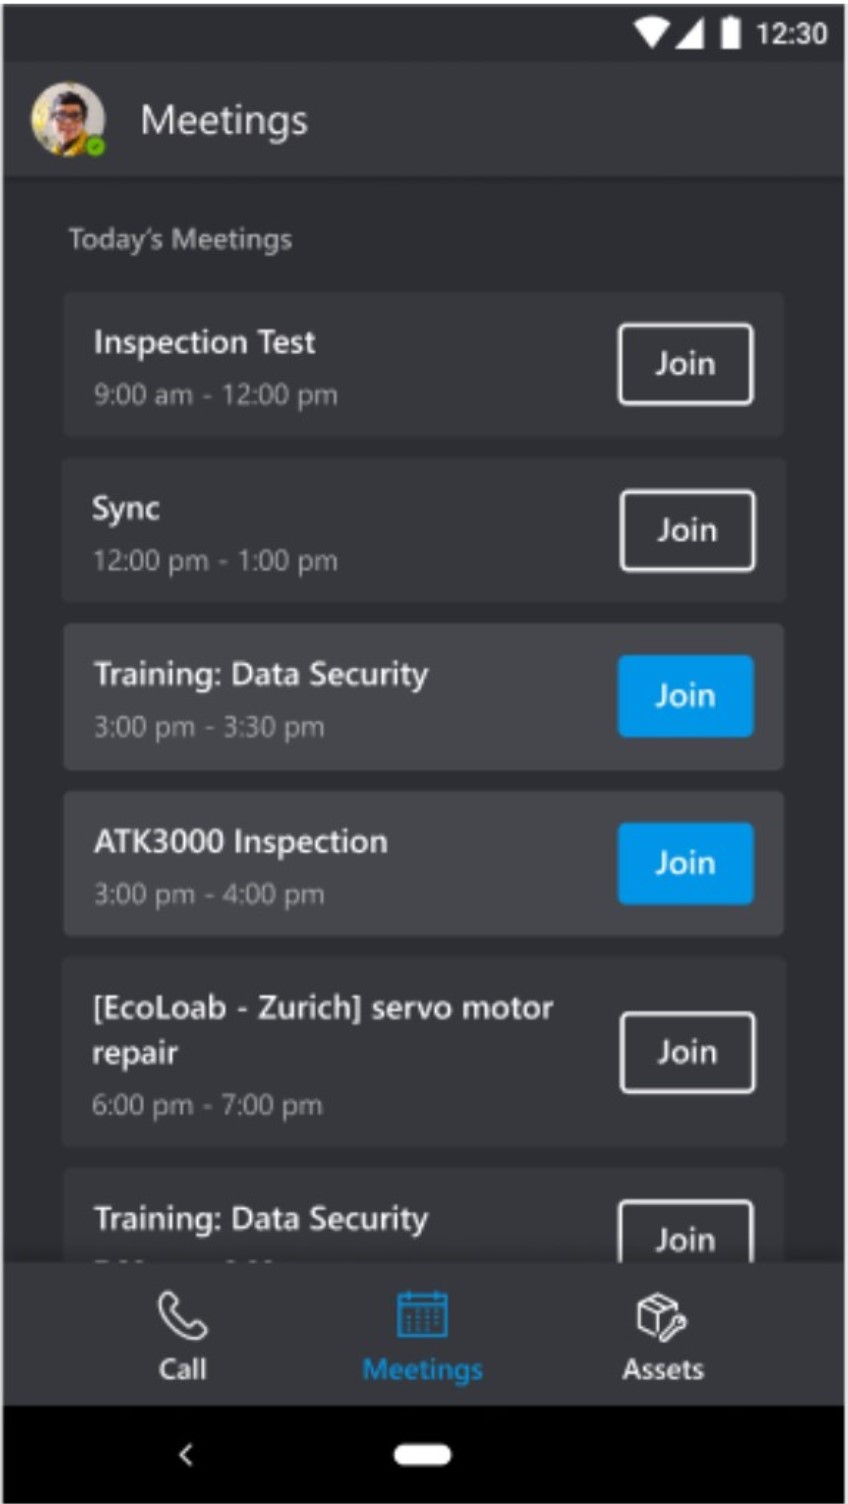 12:30
Meetings
Today's Meetings
Inspection Test
9:00 am - 12:00 pm
Join
Sync
12:00 pm - 1:00 pm
Join
Training: Data Security
3:00 pm - 3:30 pm
Join
ATK3000 Inspection
3:00 pm - 4:00 pm
Join
[EcoLoab - Zurich] servo motor
repair
6:00 pm - 7:00 pm
Join
Training: Data Security
Join
Call
Meetings
Assets